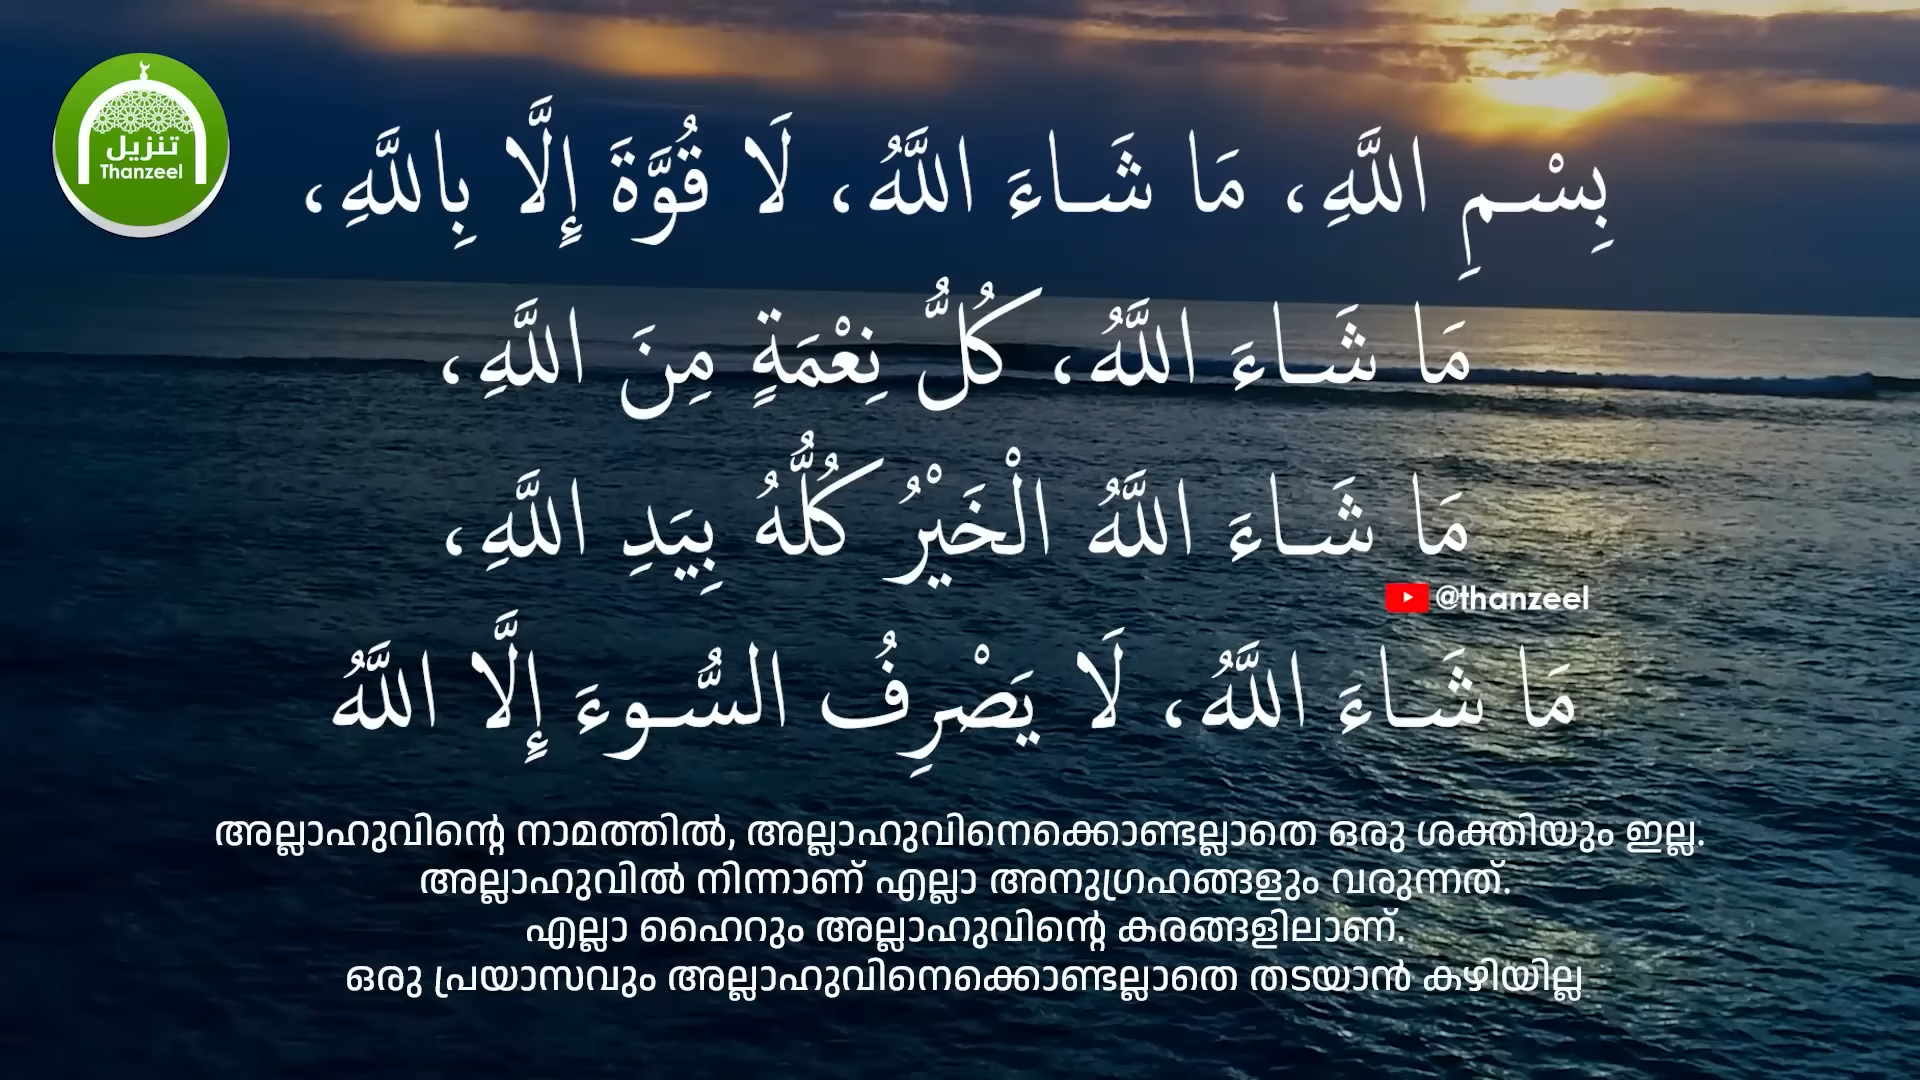 تنزيل
Thanzeel
بِسْمِ اللَّهِ، مَا شَاءَ اللَّهُ، لَا قُوَّةَ إِلَّا بِاللَّهِ،
مَا شَاءَ اللَّهُ، كُلُّ نِعْمَةٍ مِنَ اللَّهِ،
مَا شَاءَ اللَّهُ الْخَيْرُ كُلُّهُ بِيَدِ اللَّهِ،
@thanzeel
مَا شَاءَ اللَّهُ، لَا يَصْرِفُ السُّوءَ إِلَّا اللَّهُ
അല്ലാഹുവിന്റെ നാമത്തിൽ, അല്ലാഹുവിനെക്കൊണ്ടല്ലാതെ ഒരു ശക്തിയും ഇല്ല.
അല്ലാഹുവിൽ നിന്നാണ് എല്ലാ അനുഗ്രഹങ്ങളും വരുന്നത്.
എല്ലാ ഹൈറും അല്ലാഹുവിന്റെ കരങ്ങളിലാണ്.
ഒരു പ്രയാസവും അല്ലാഹുവിനെക്കൊണ്ടല്ലാതെ തടയാൻ കഴിയില്ല